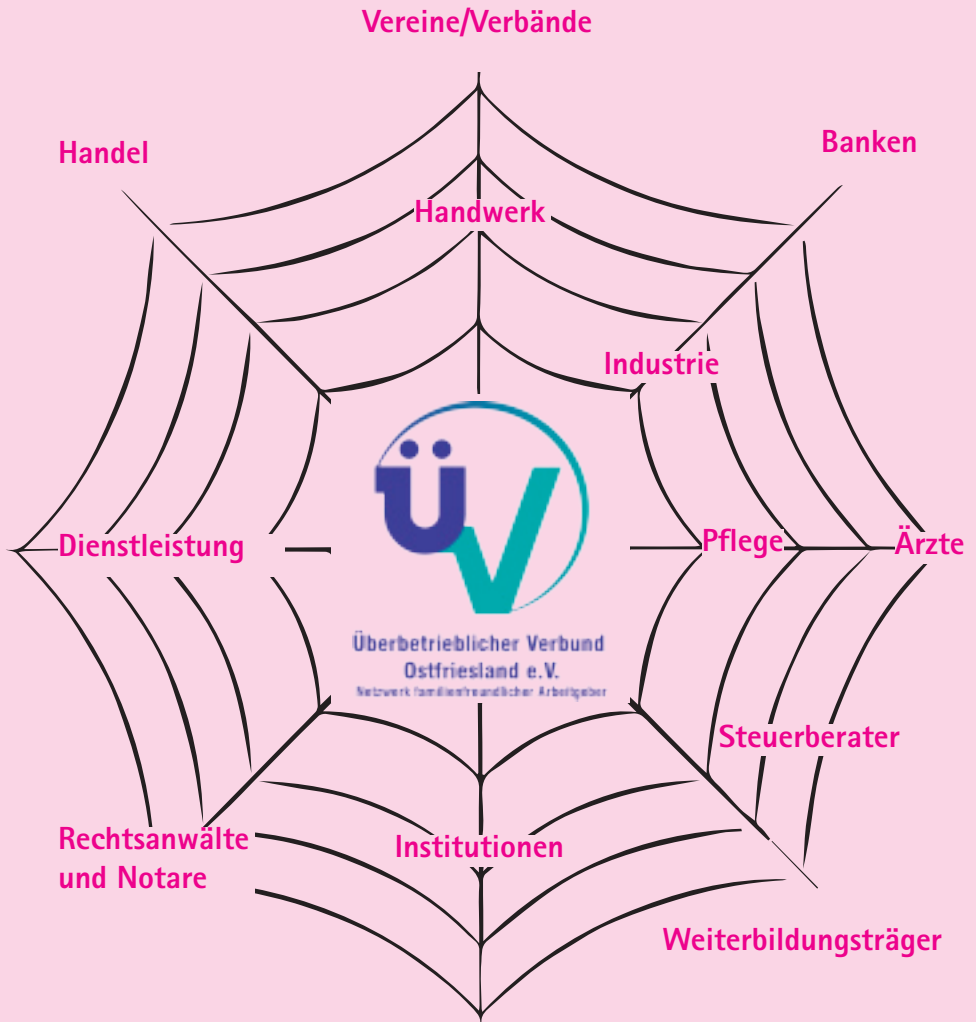 Vereine/Verbände
Handel
Banken
Handwerk
Industrie
üV
Überbetrieblicher Verbund
Ostfriesland e.V.
Netzwerk familienfreundlicher Arbeitgeber
Dienstleistung
Pflege
Ärzte
Steuerberater
Rechtsanwälte
und Notare
Institutionen
Weiterbildungsträger